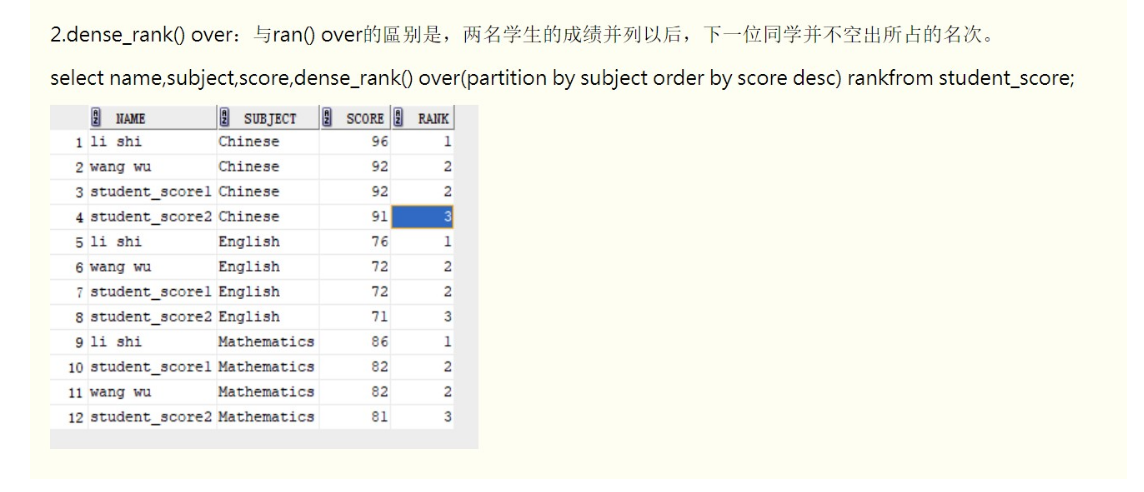 2.dense_rank() over：与ran() over的區别是，两名学生的成绩并列以后，下一位同学并不空出所占的名次。
select name,subject,score,dense_rank() over(partition by subject order by score desc) rankfrom student_score;
NAME SUBJECT SCORE RANK
1 li shi Chinese 96 1
2 wang wu Chinese 92 2
3 student_score1 Chinese 92 2
4 student_score2 Chinese 91 3
5 li shi English 76 1
6 wang wu English 72 2
7 student_score1 English 72 2
8 student_score2 English 71 3
9 li shi Mathematics 86 1
10 student_score1 Mathematics 82 2
11 wang wu Mathematics 82 2
12 student_score2 Mathematics 81 3